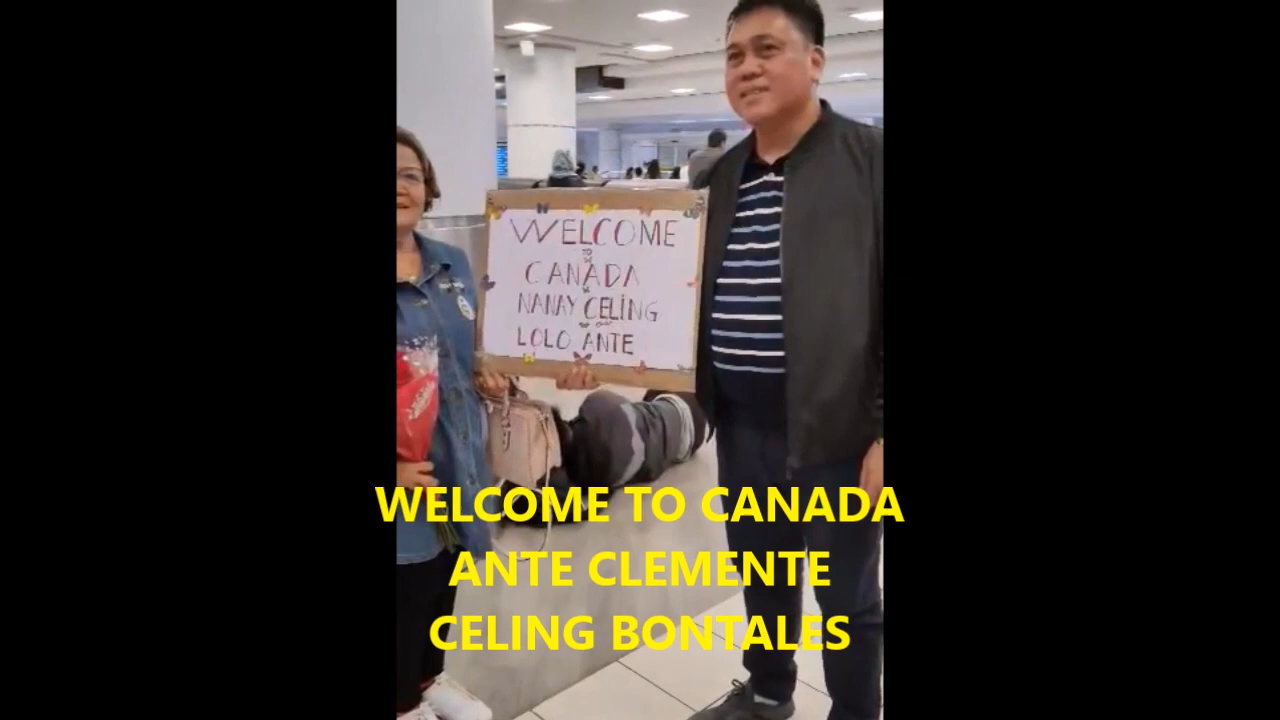 WELCOME
TO
CANADA
NANAY CELING
LOLO ANTE
WELCOME TO CANADA
ANTE CLEMENTE
CELING BONTALES